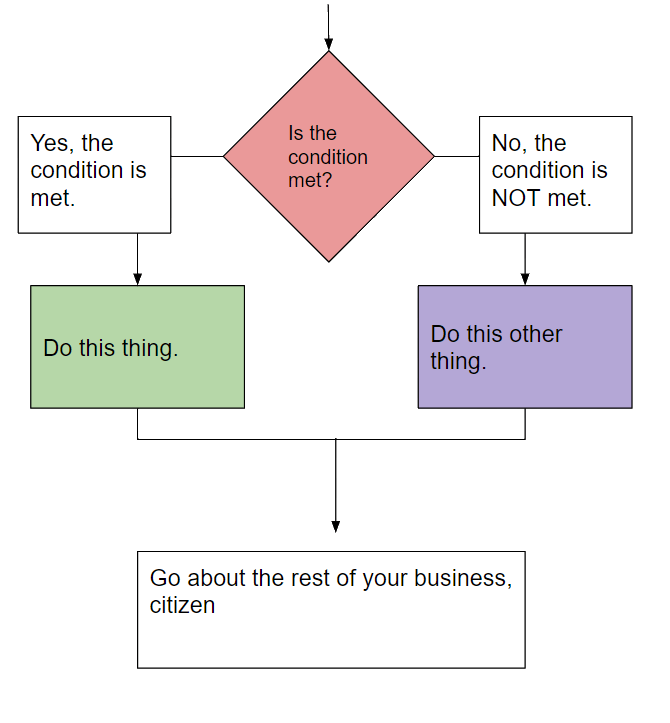 Is the
condition
met?
Yes, the
condition is
met.
No, the
condition is
NOT met.
Do this thing.
Do this other
thing.
Go about the rest of your business,
citizen